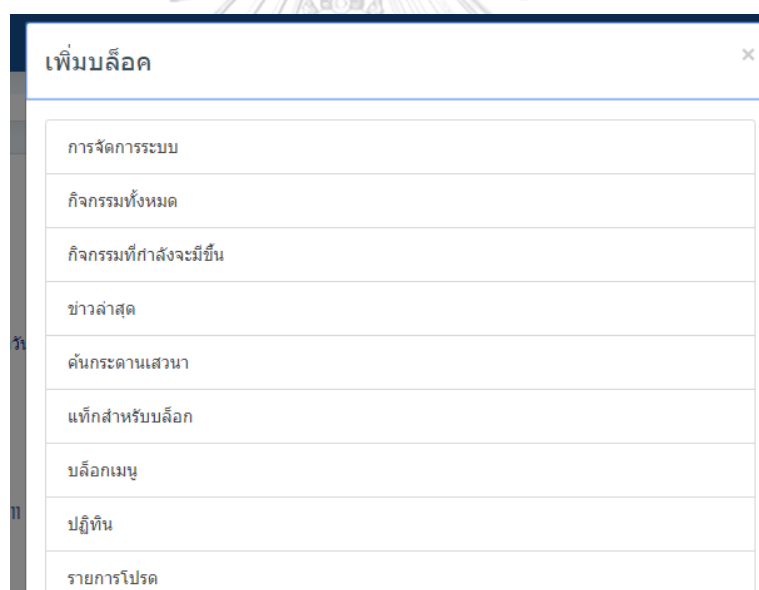 เพิ่มบล็อค
การจัดการระบบ
กิจกรรมทั้งหมด
กิจกรรมที่กำลังจะมีขึ้น
ข่าวล่าสุด
ค้นกระดานเสวนา
แท็กสำหรับบล็อก
บล็อกเมนู
ปฏิทิน
รายการโปรด